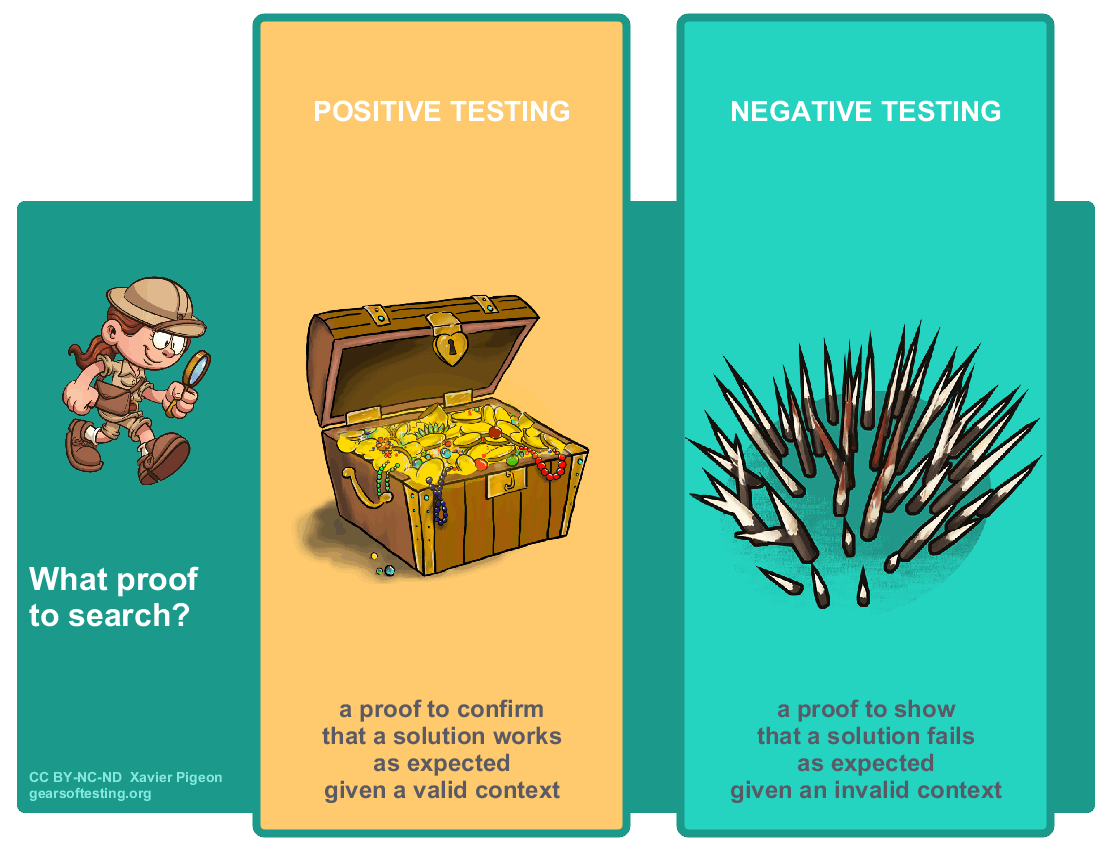 POSITIVE TESTING
NEGATIVE TESTING
What proof
to search?
a proof to confirm
that a solution works
as expected
given a valid context
a proof to show
that a solution fails
as expected
given an invalid context
CC BY-NC-ND  Xavier Pigeon
gearsoftesting.org